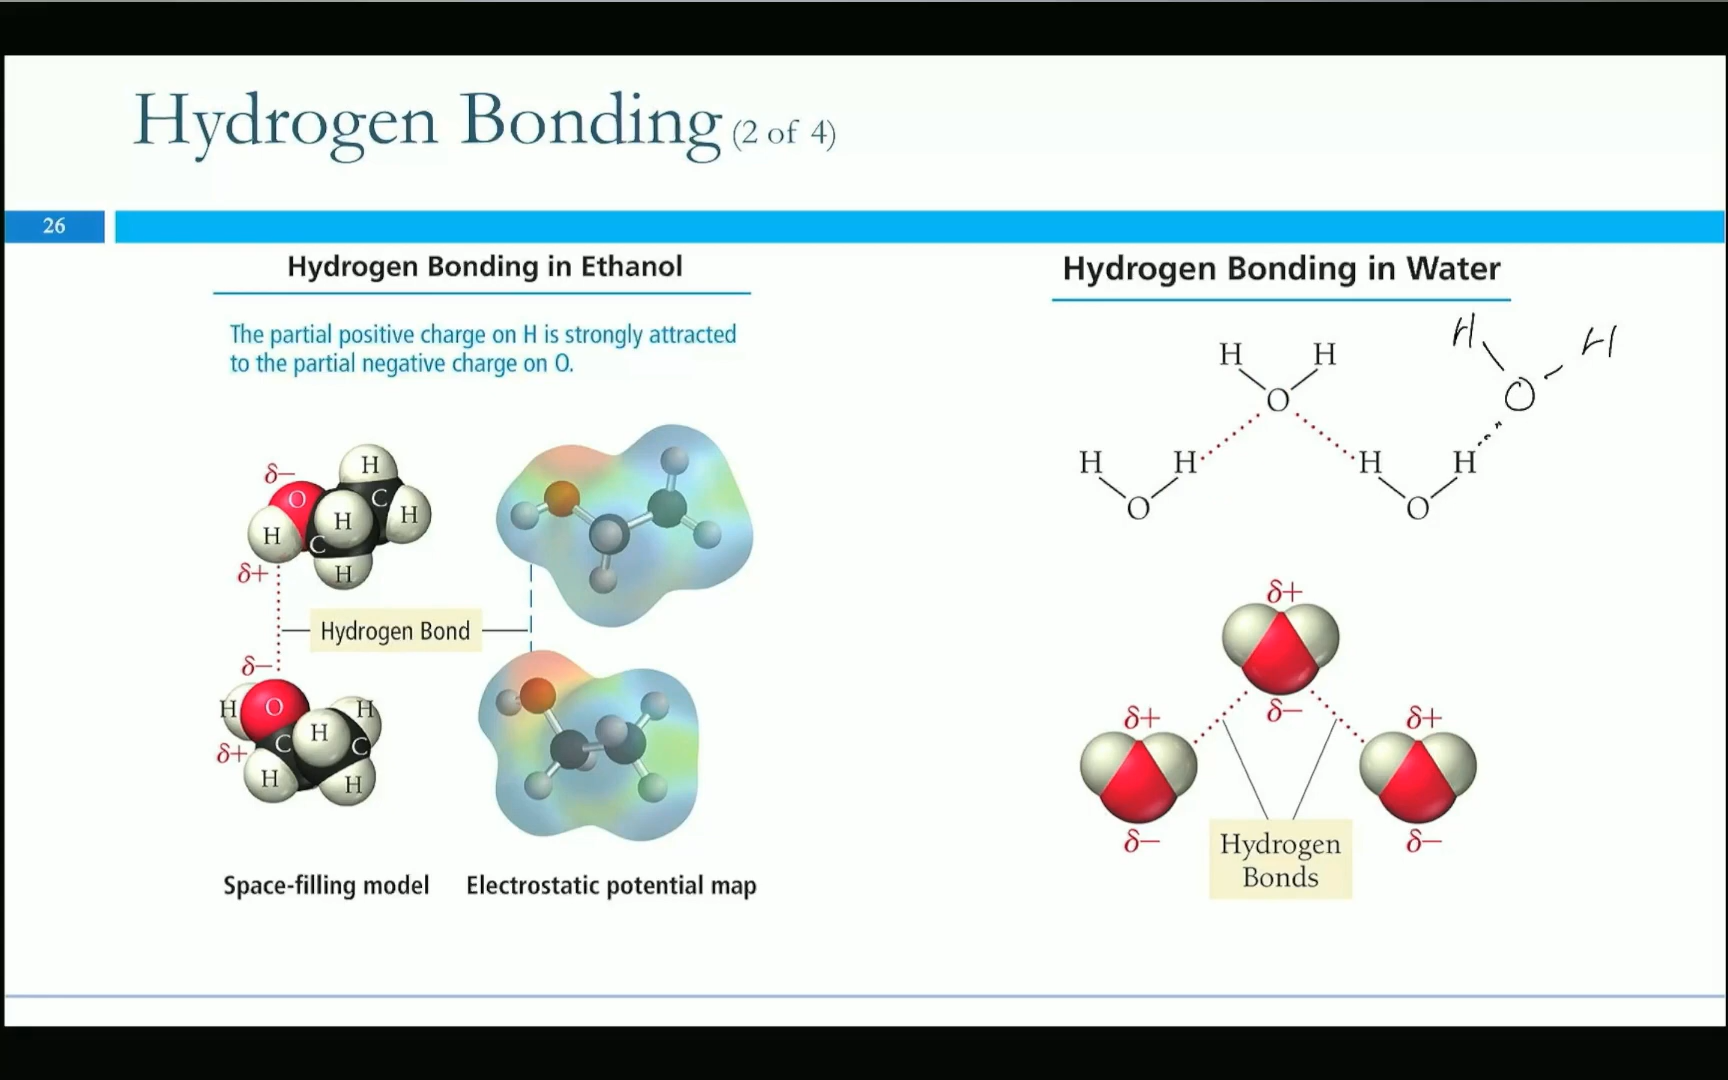 Hydrogen Bonding (2 of 4)
26
Hydrogen Bonding in Ethanol
The partial positive charge on H is strongly attracted
to the partial negative charge on O.
δ−
H
O
C
H
H
H
C
δ+
H
Hydrogen Bond
δ−
H
O
H
H
C
C
δ+
H
H
Space-filling model
Electrostatic potential map
Hydrogen Bonding in Water
H
H
H
H
O
O
H
H
H
H
O
O
δ+
δ+
δ−
δ+
δ−
δ−
Hydrogen
Bonds